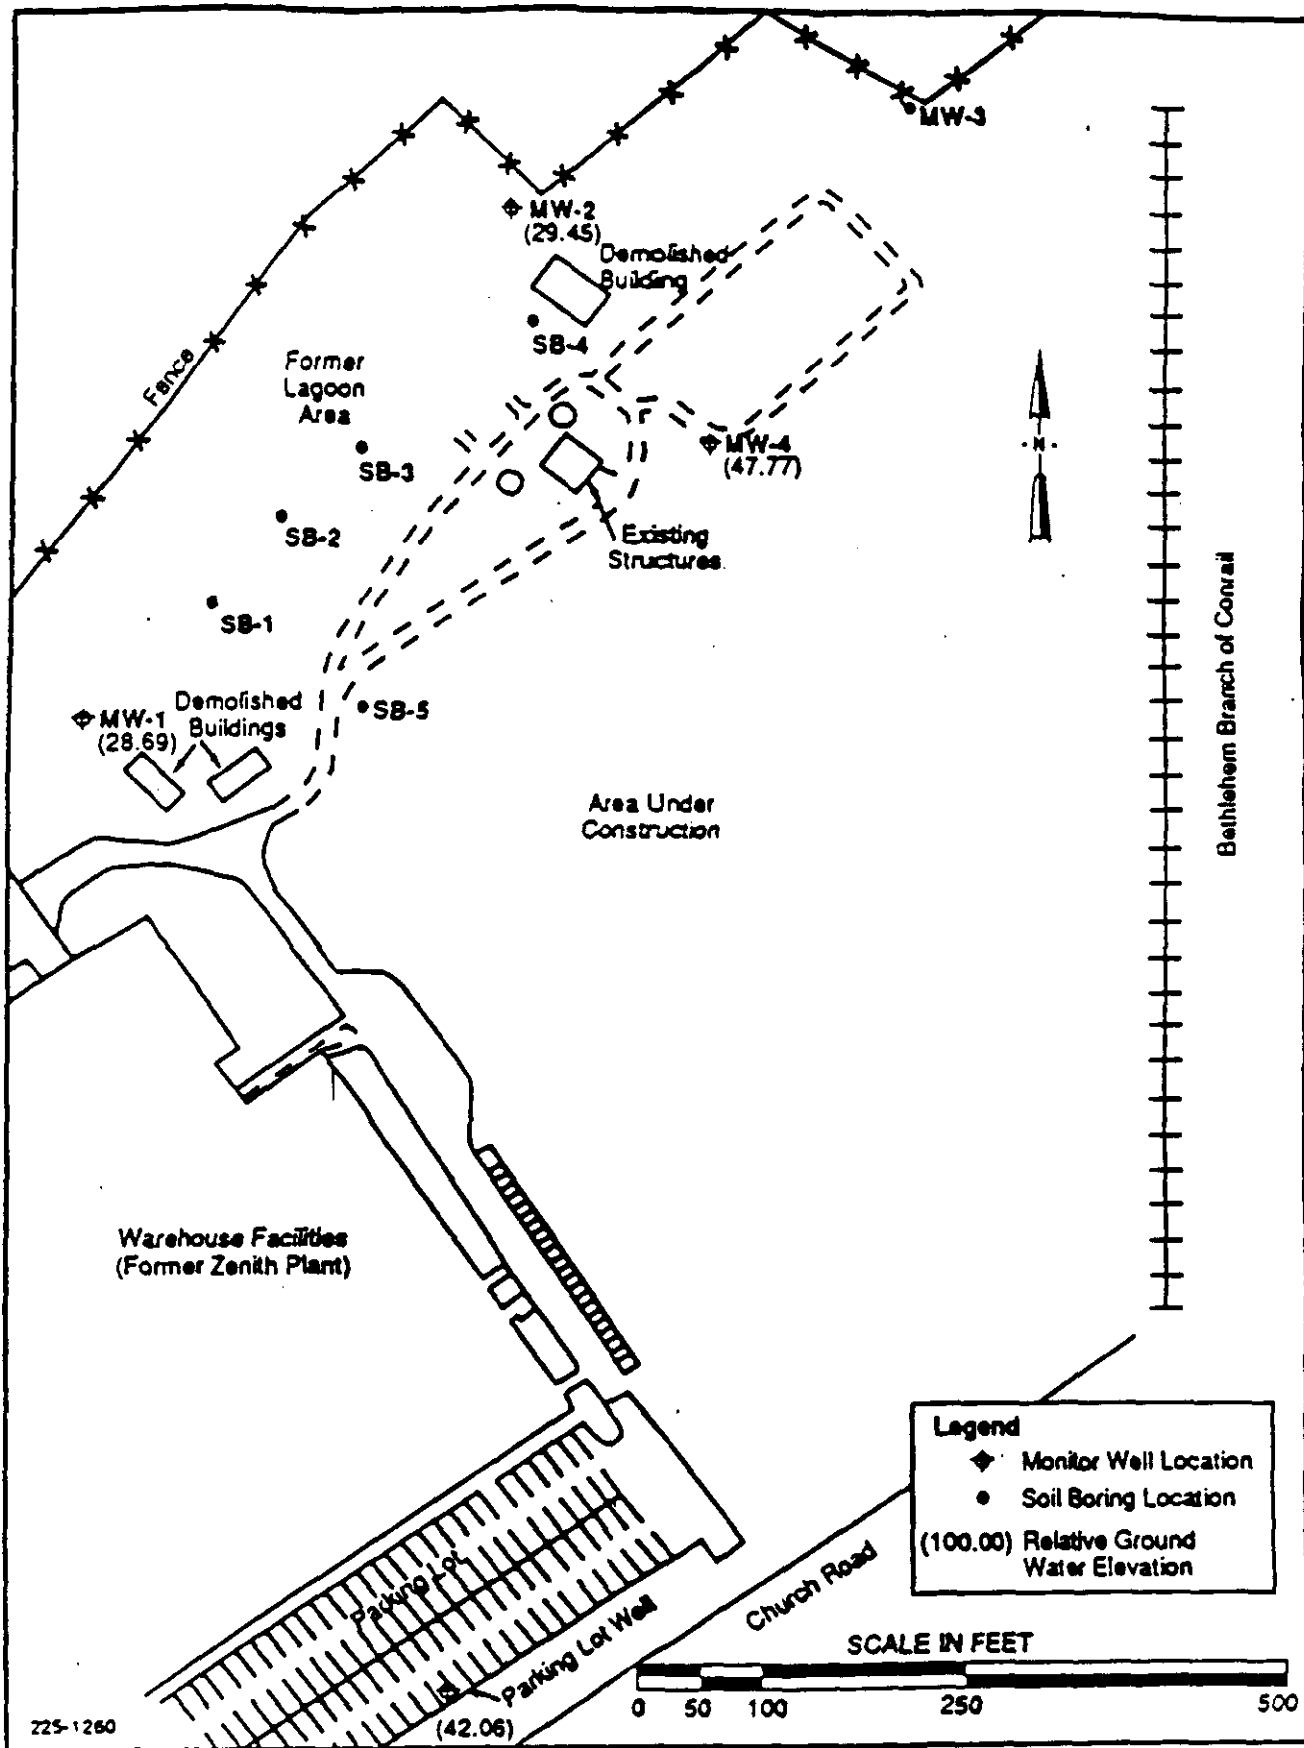 MW-3
MW-2
(29.45)
Demolished
Building
SB-4
Fence
Former
Lagoon
Area
SB-3
MW-4
(47.77)
N
SB-2
Existing
Structures
SB-1
Bethlehem Branch of Conrail
Demolished
Buildings
MW-1
(28.69)
SB-5
Area Under
Construction
Warehouse Facilities
(Former Zenith Plant)
Legend
Monitor Well Location
Soil Boring Location
(100.00) Relative Ground
Water Elevation
Parking Lot
Church Road
Parking Lot Well
(42.06)
SCALE IN FEET
0 50 100 250 500
225-1260